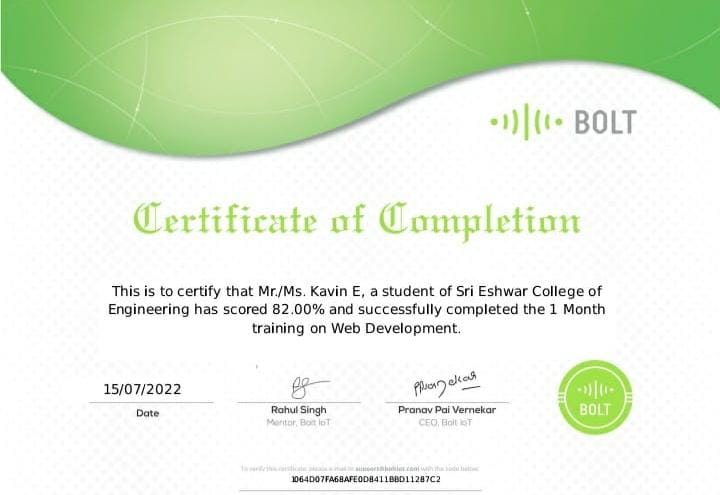 BOLT
Certificate of Completion
This is to certify that Mr./Ms. Kavin E, a student of Sri Eshwar College of
Engineering has scored 82.00% and successfully completed the 1 Month
training on Web Development.
15/07/2022
Date
Rahul Singh
Mentor, Bolt IoT
Pranav Pai Vernekar
CEO, Bolt IoT
BOLT
To verify this certificate, please e-mail to support@boltiot.com with the code below:
1064D07FA68AFE0D8411BBD11287C2